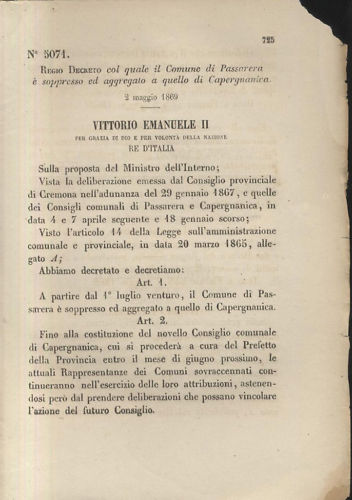 725
N° 5071.
REGIO DECRETO col quale il Comune di Passarera
è soppresso ed aggregato a quello di Capergnanica.
2 maggio 1869
VITTORIO EMANUELE II
PER GRAZIA DI DIO E PER VOLONTÀ DELLA NAZIONE
RE D'ITALIA
Sulla proposta del Ministro dell'Interno;
Vista la deliberazione emessa dal Consiglio provinciale
di Cremona nell'adunanza del 29 gennaio 1867, e quelle
dei Consigli comunali di Passarera e Capergnanica, in
data 4 e 7 aprile seguente e 18 gennaio scorso;
Visto l'articolo 14 della Legge sull'amministrazione
comunale e provinciale, in data 20 marzo 1865, alle-
gato A;
Abbiamo decretato e decretiamo:
Art. 1.
A partire dal 1° luglio venturo, il Comune di Pas-
sarera è soppresso ed aggregato a quello di Capergnanica.
Art. 2.
Fino alla costituzione del novello Consiglio comunale
di Capergnanica, cui si procederà a cura del Prefetto
della Provincia entro il mese di giugno prossimo, le
attuali Rappresentanze dei Comuni sovraccennati con-
tinueranno nell'esercizio delle loro attribuzioni, astenen-
dosi però dal prendere deliberazioni che possano vincolare
l'azione del futuro Consiglio.